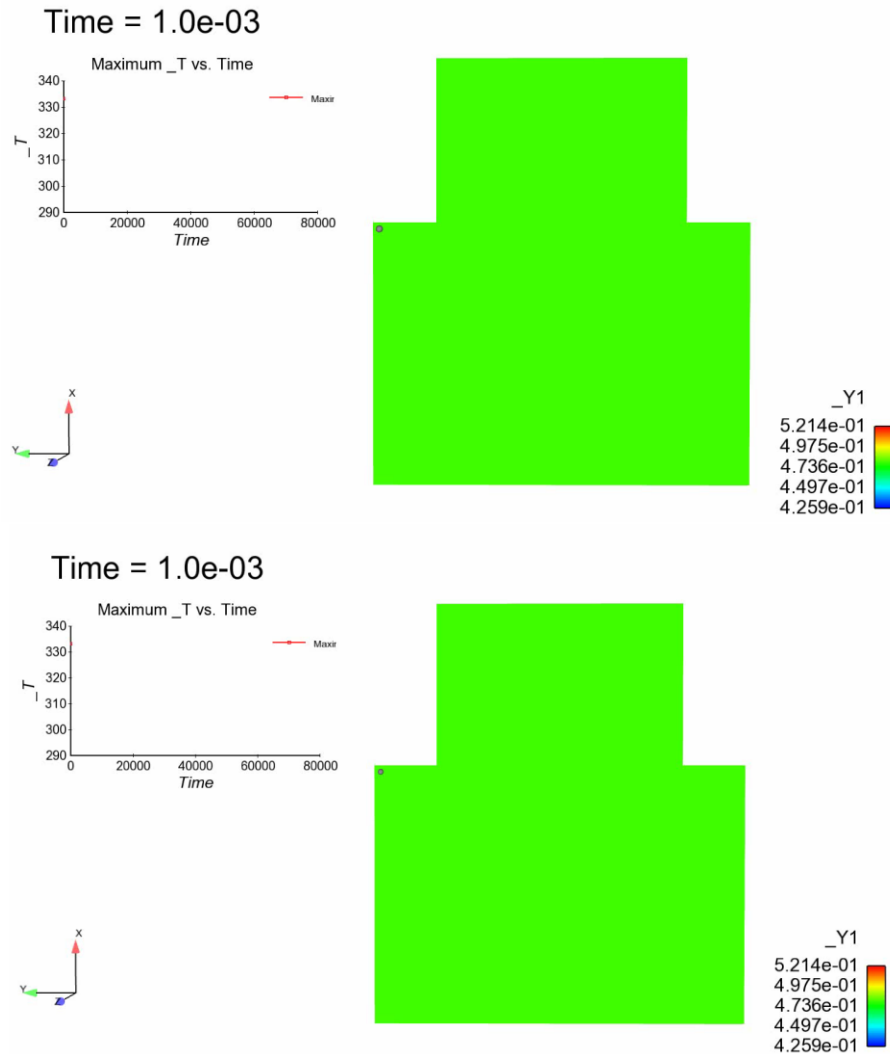 Time = 1.0e-03
Maximum _T vs. Time
340
330
320
310
300
290
_T
Maxir
0 20000 40000 60000 80000
Time
X
Y
Z
_Y1
5.214e-01
4.975e-01
4.736e-01
4.497e-01
4.259e-01
Time = 1.0e-03
Maximum _T vs. Time
340
330
320
310
300
290
_T
Maxir
0 20000 40000 60000 80000
Time
X
Y
Z
_Y1
5.214e-01
4.975e-01
4.736e-01
4.497e-01
4.259e-01